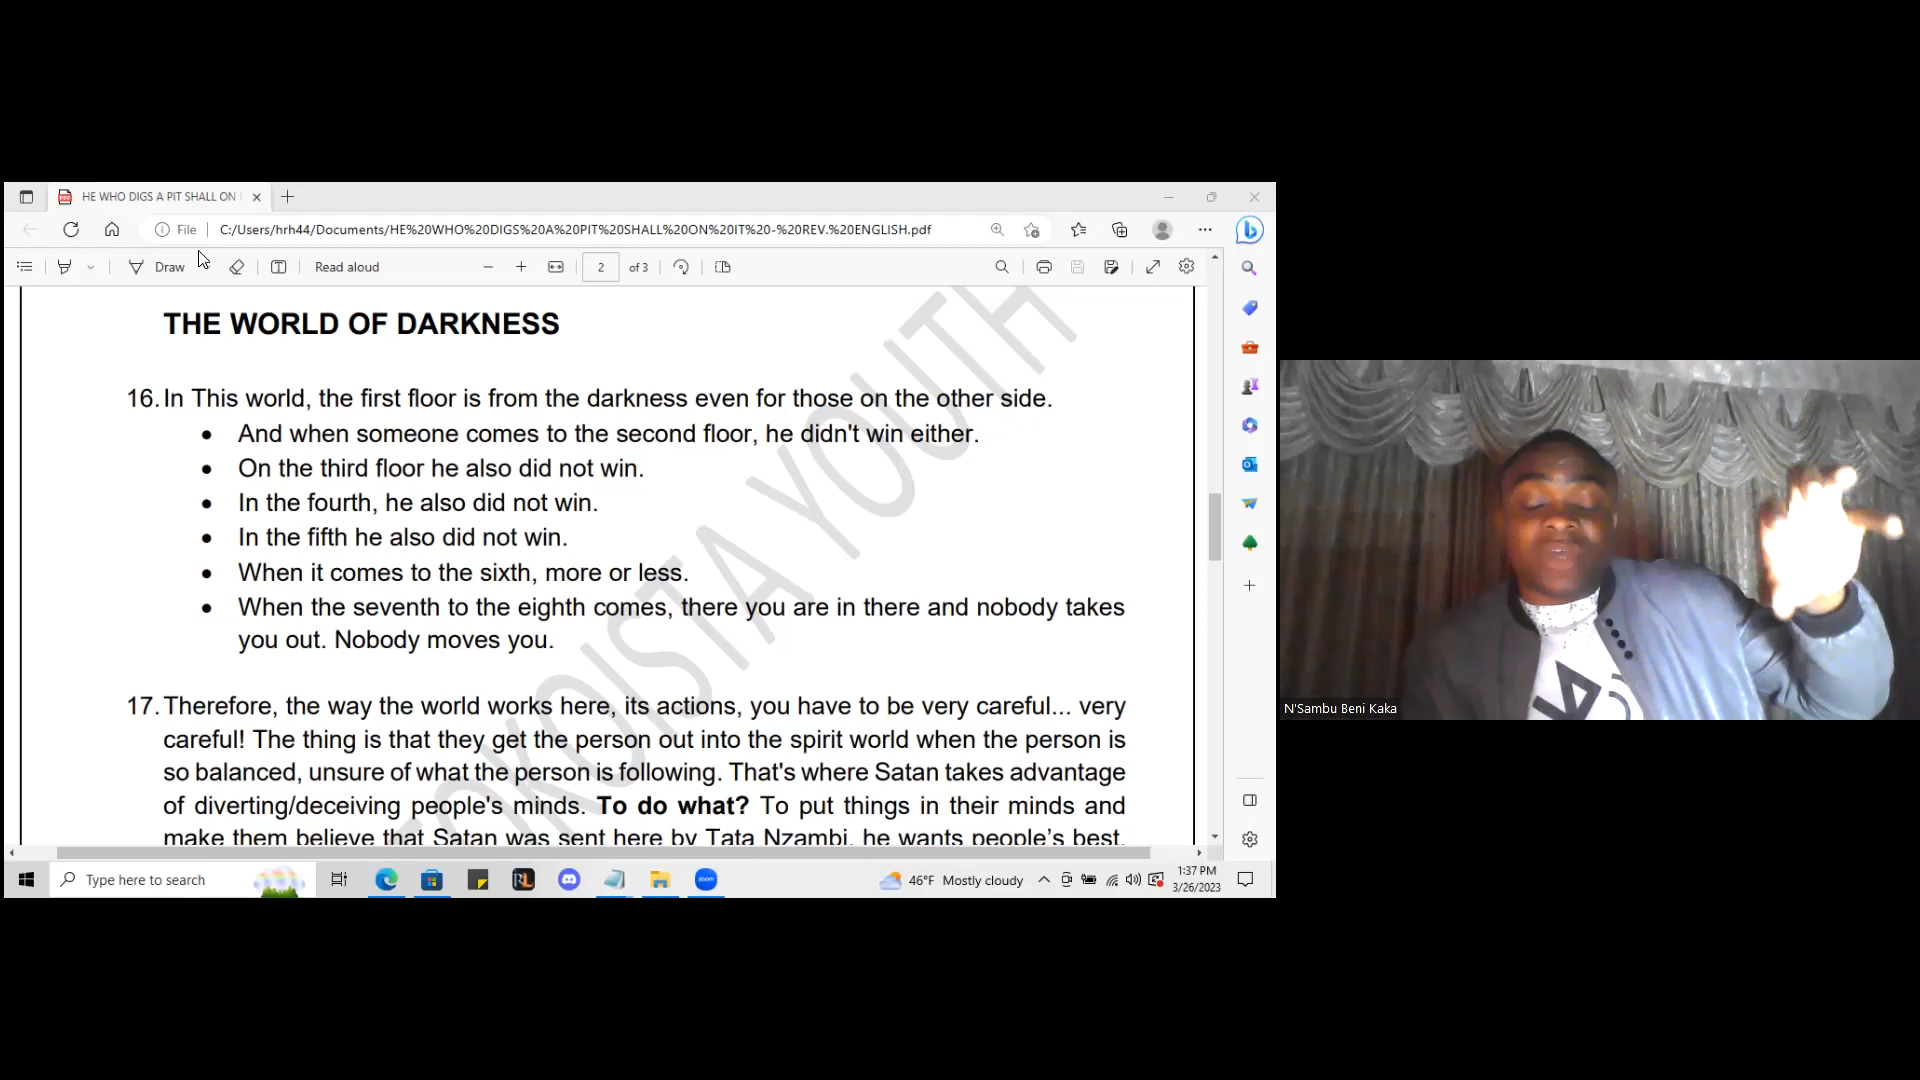 HE WHO DIGS A PIT SHALL ON
File
C:/Users/hrh44/Documents/HE%20WHO%20DIGS%20A%20PIT%20SHALL%20ON%20IT%20-%20REV.%20ENGLISH.pdf
Draw
Read aloud
2 of 3
THE WORLD OF DARKNESS
16. In This world, the first floor is from the darkness even for those on the other side.
• And when someone comes to the second floor, he didn't win either.
• On the third floor he also did not win.
• In the fourth, he also did not win.
• In the fifth he also did not win.
• When it comes to the sixth, more or less.
• When the seventh to the eighth comes, there you are in there and nobody takes
you out. Nobody moves you.
17. Therefore, the way the world works here, its actions, you have to be very careful... very
careful! The thing is that they get the person out into the spirit world when the person is
so balanced, unsure of what the person is following. That's where Satan takes advantage
of diverting/deceiving people's minds. To do what? To put things in their minds and
make them believe that Satan was sent here by Tata Nzambi, he wants people's best,
TOKOISTA YOUTH
N'Sambu Beni Kaka
Type here to search
46°F Mostly cloudy
1:37 PM
3/26/2023